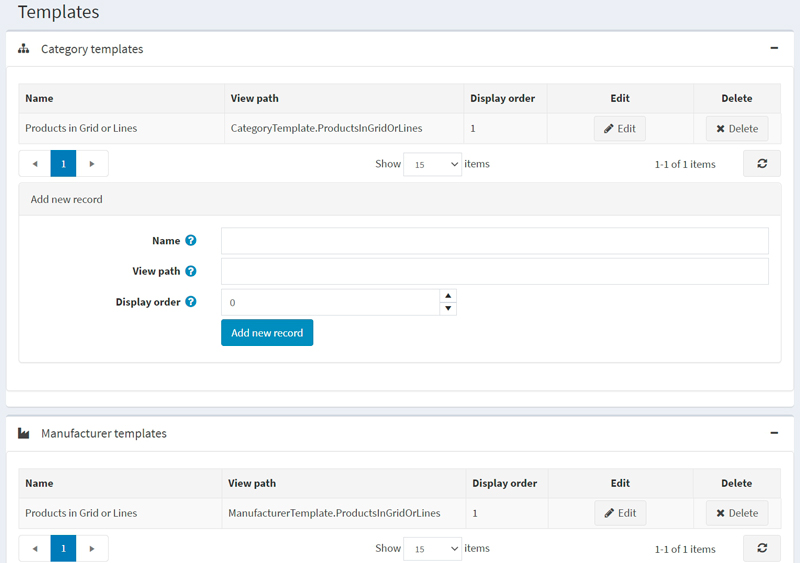 Templates
Category templates
Name View path Display order Edit Delete
Products in Grid or Lines CategoryTemplate.ProductsInGridOrLines 1 Edit Delete
1 Show 15 items 1-1 of 1 items
Add new record
Name ?
View path ?
Display order ? 0
Add new record
Manufacturer templates
Name View path Display order Edit Delete
Products in Grid or Lines ManufacturerTemplate.ProductsInGridOrLines 1 Edit Delete
1 Show 15 items 1-1 of 1 items